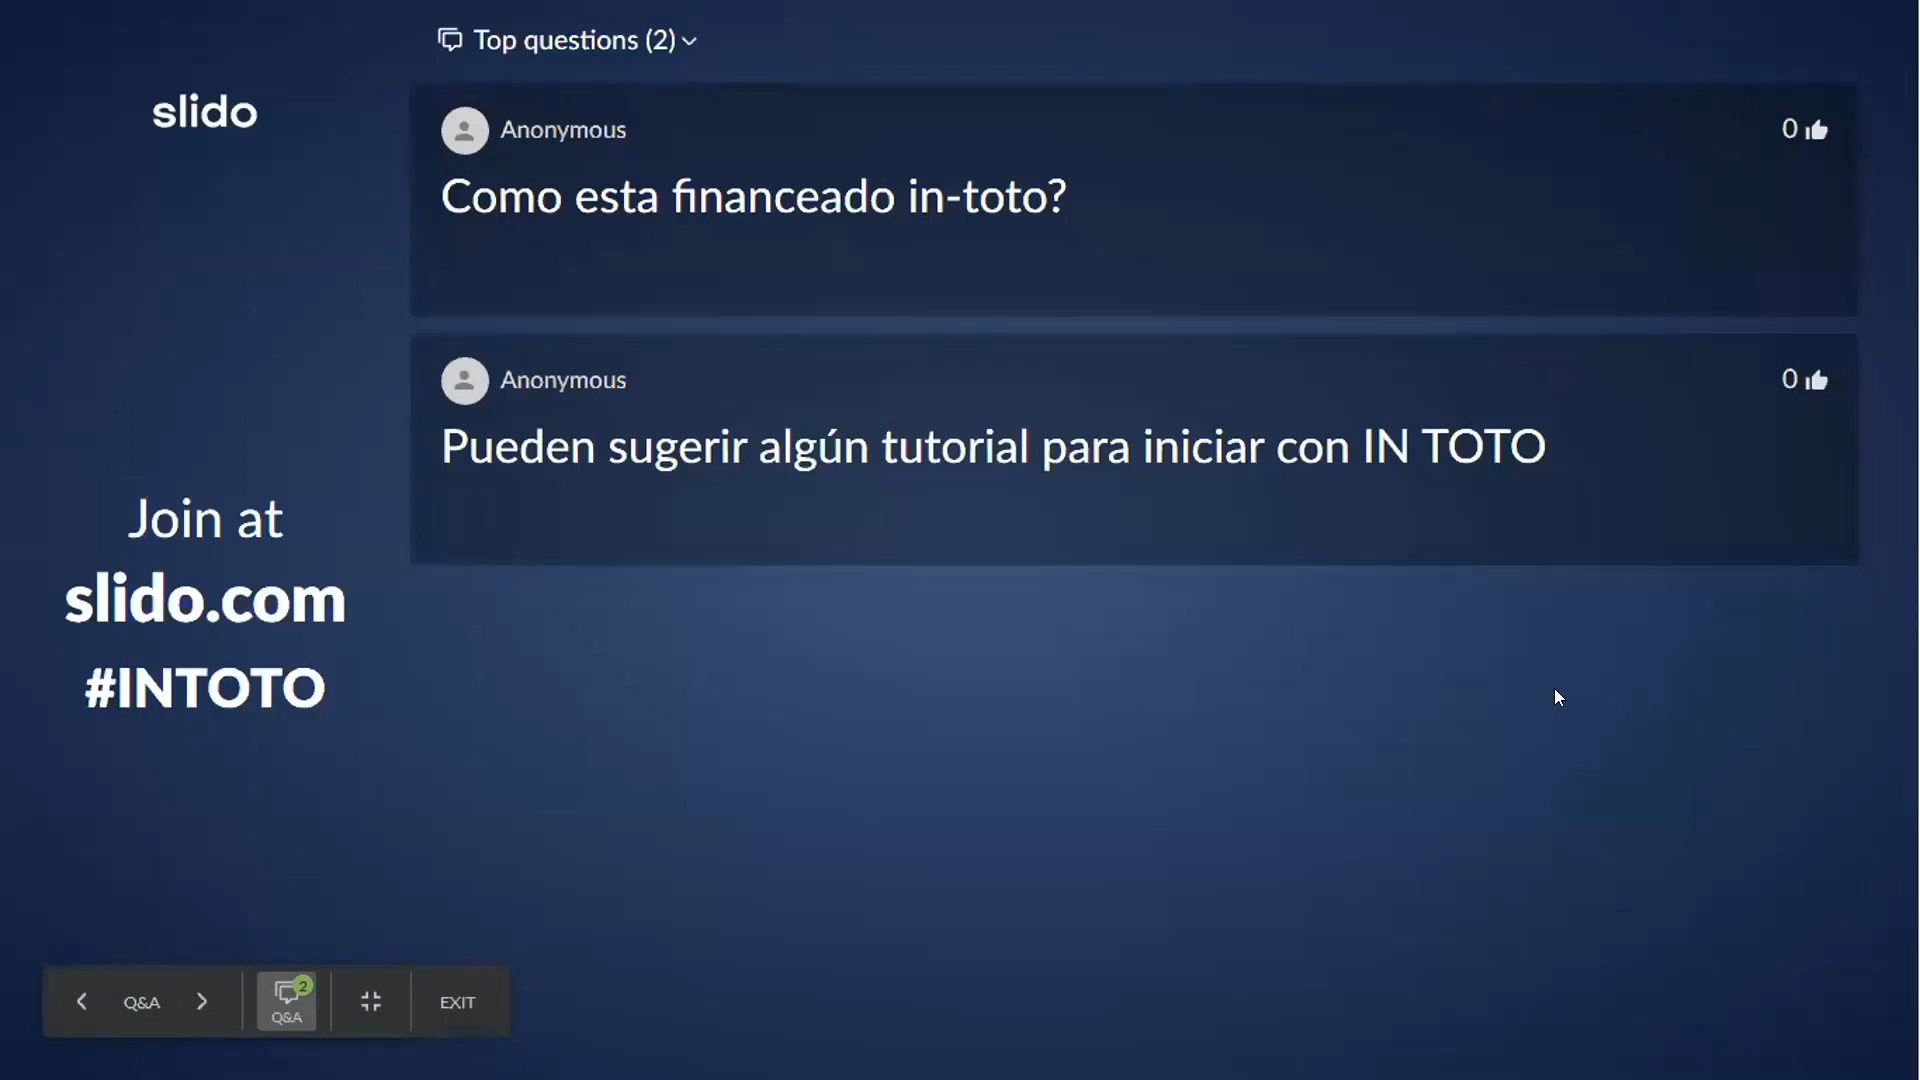 Top questions (2)
slido
Anonymous
0
Como esta financeado in-toto?
Anonymous
0
Pueden sugerir algún tutorial para iniciar con IN TOTO
Join at
slido.com
#INTOTO
Q&A
2
Q&A
EXIT